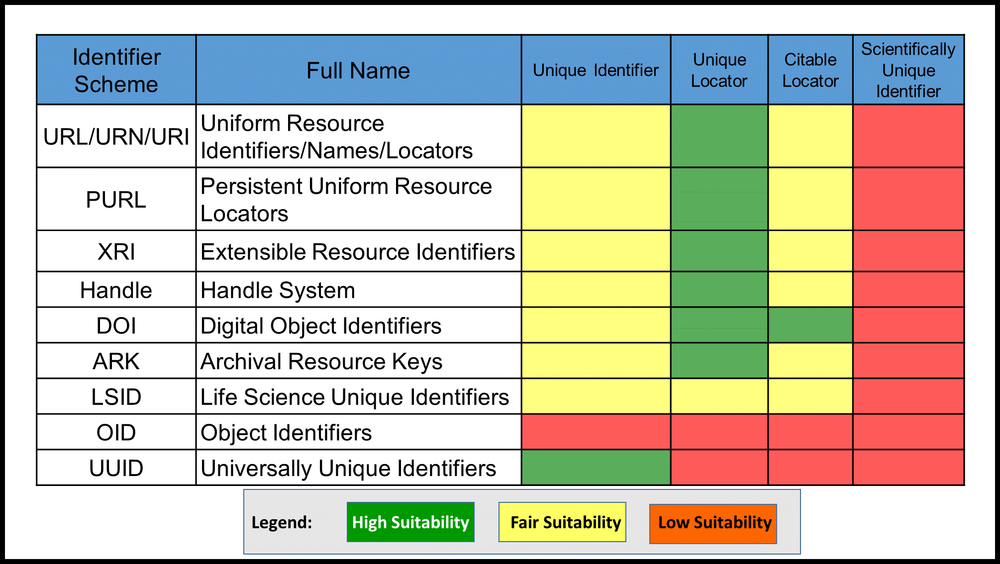 Identifier
Scheme
Full Name
Unique Identifier
Unique
Locator
Citable
Locator
Scientifically
Unique
Identifier
URL/URN/URI
Uniform Resource
Identifiers/Names/Locators
PURL
Persistent Uniform Resource
Locators
XRI
Extensible Resource Identifiers
Handle
Handle System
DOI
Digital Object Identifiers
ARK
Archival Resource Keys
LSID
Life Science Unique Identifiers
OID
Object Identifiers
UUID
Universally Unique Identifiers
Legend:
High Suitability
Fair Suitability
Low Suitability